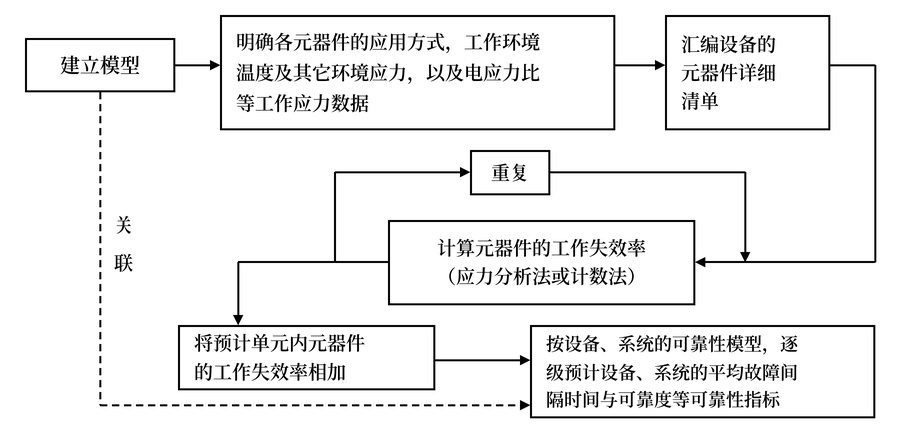 建立模型
明确各元器件的应用方式，工作环境
温度及其它环境应力，以及电应力比
等工作应力数据
汇编设备的
元器件详细
清单
重复
关
联
计算元器件的工作失效率
（应力分析法或计数法）
将预计单元内元器件
的工作失效率相加
按设备、系统的可靠性模型，逐
级预计设备、系统的平均故障间
隔时间与可靠度等可靠性指标